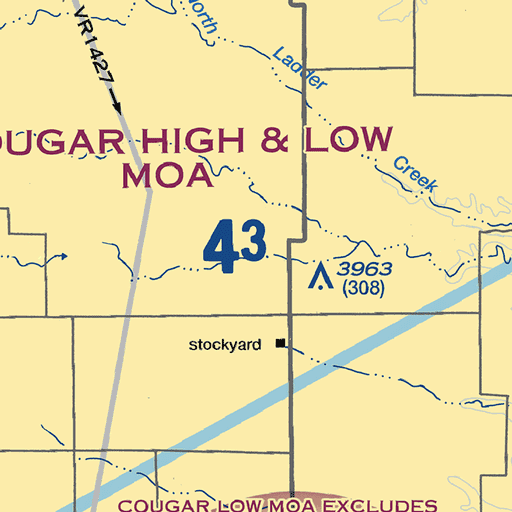 North
Ladder
Creek
VR1427
OUGAR HIGH & LOW
MOA
43
3963
(308)
stockyard
COUGAR LOW MOA EXCLUDES